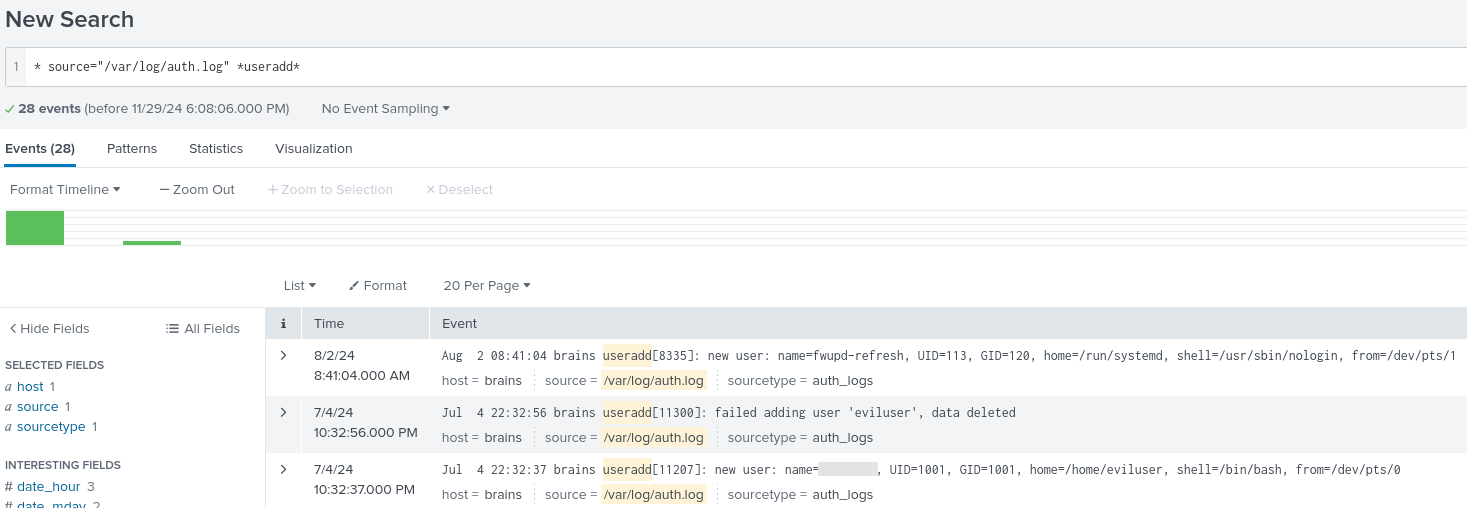 New Search
1 * source="/var/log/auth.log" *useradd*
28 events (before 11/29/24 6:08:06.000 PM) No Event Sampling
Events (28) Patterns Statistics Visualization
Format Timeline — Zoom Out + Zoom to Selection × Deselect
List Format 20 Per Page
< Hide Fields All Fields
i Time Event
SELECTED FIELDS
a host 1
a source 1
a sourcetype 1
INTERESTING FIELDS
# date_hour 3
# date_mday 2
8/2/24
8:41:04.000 AM
Aug  2 08:41:04 brains useradd[8335]: new user: name=fwupd-refresh, UID=113, GID=120, home=/run/systemd, shell=/usr/sbin/nologin, from=/dev/pts/1
host = brains source = /var/log/auth.log sourcetype = auth_logs
7/4/24
10:32:56.000 PM
Jul  4 22:32:56 brains useradd[11300]: failed adding user 'eviluser', data deleted
host = brains source = /var/log/auth.log sourcetype = auth_logs
7/4/24
10:32:37.000 PM
Jul  4 22:32:37 brains useradd[11207]: new user: name= , UID=1001, GID=1001, home=/home/eviluser, shell=/bin/bash, from=/dev/pts/0
host = brains source = /var/log/auth.log sourcetype = auth_logs